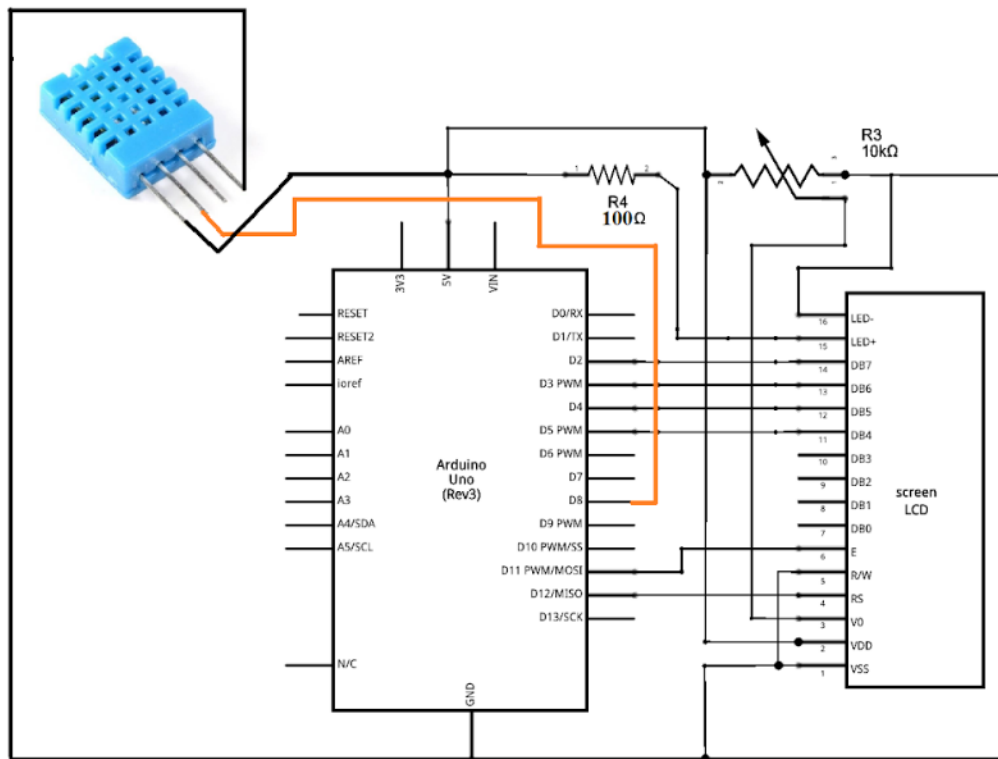 R3
10kΩ
1
2
R4
100Ω
3V3
5V
VIN
RESET
RESET2
AREF
ioref
A0
A1
A2
A3
A4/SDA
A5/SCL
N/C
Arduino
Uno
(Rev3)
D0/RX
D1/TX
D2
D3 PWM
D4
D5 PWM
D6 PWM
D7
D8
D9 PWM
D10 PWM/SS
D11 PWM/MOSI
D12/MISO
D13/SCK
GND
16 LED-
15 LED+
14 DB7
13 DB6
12 DB5
11 DB4
10 DB3
9 DB2
8 DB1
7 DB0
6 E
5 R/W
4 RS
3 V0
2 VDD
1 VSS
screen
LCD